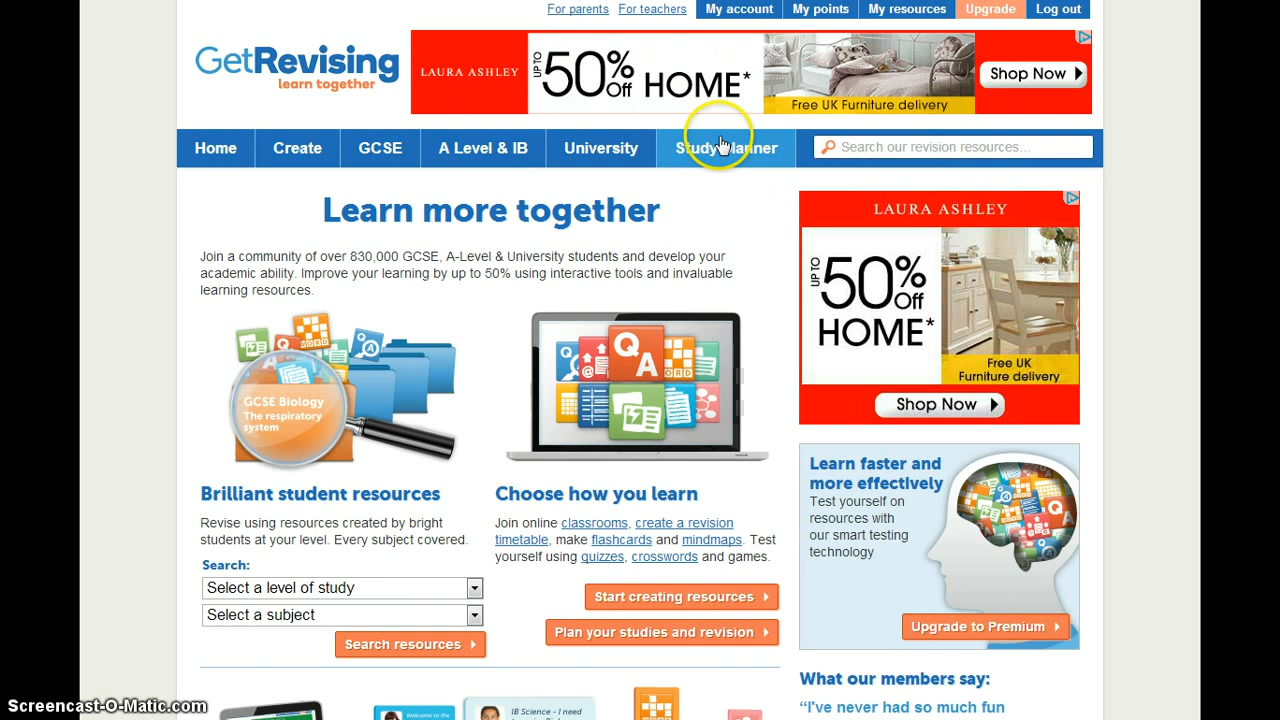 For parents For teachers My account My points My resources Upgrade Log out
GetRevising
learn together
LAURA ASHLEY UP TO 50% Off HOME* Free UK Furniture delivery Shop Now
Home Create GCSE A Level & IB University Study Planner Search our revision resources...
Learn more together
Join a community of over 830,000 GCSE, A-Level & University students and develop your
academic ability. Improve your learning by up to 50% using interactive tools and invaluable
learning resources.
GCSE Biology
The respiratory
system
Q
A
WORD
Brilliant student resources
Revise using resources created by bright
students at your level. Every subject covered.
Search:
Select a level of study
Select a subject
Search resources
Choose how you learn
Join online classrooms, create a revision
timetable, make flashcards and mindmaps. Test
yourself using quizzes, crosswords and games.
Start creating resources
Plan your studies and revision
LAURA ASHLEY
UP TO
50%
Off
HOME*
Free UK
Furniture delivery
Shop Now
Learn faster and
more effectively
Test yourself on
resources with
our smart testing
technology
Upgrade to Premium
What our members say:
“I've never had so much fun
Welcome to the
IB Science - I need
Screencast-O-Matic.com